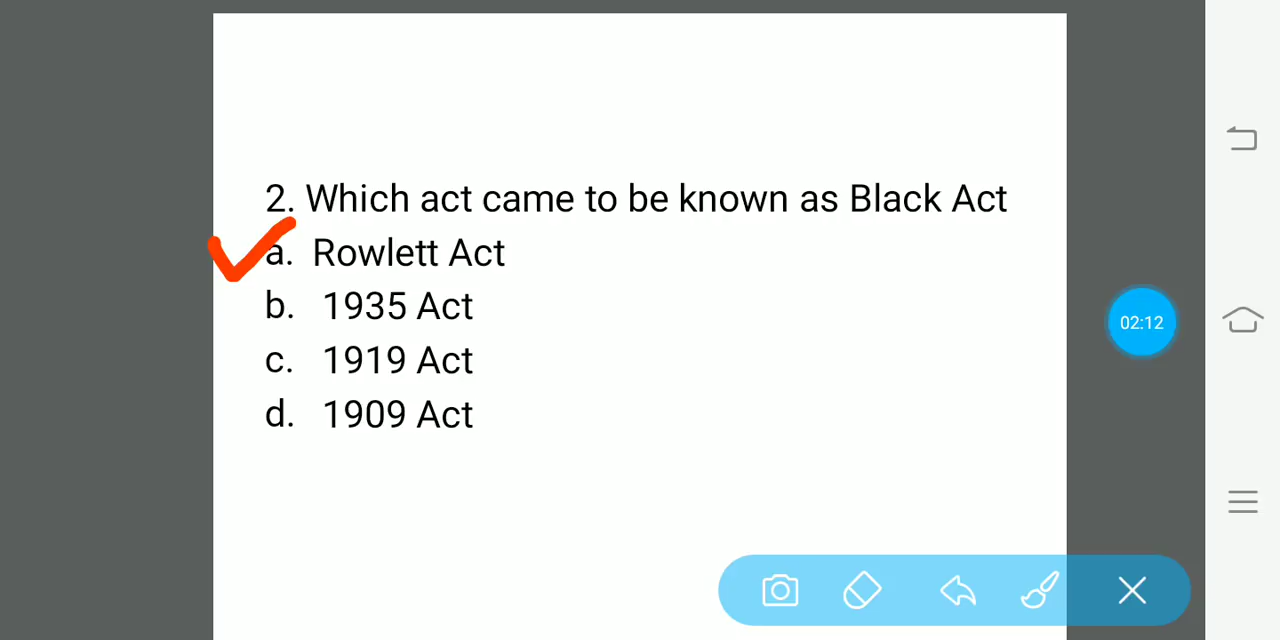 2. Which act came to be known as Black Act
a. Rowlett Act
b. 1935 Act
c. 1919 Act
d. 1909 Act
02:12